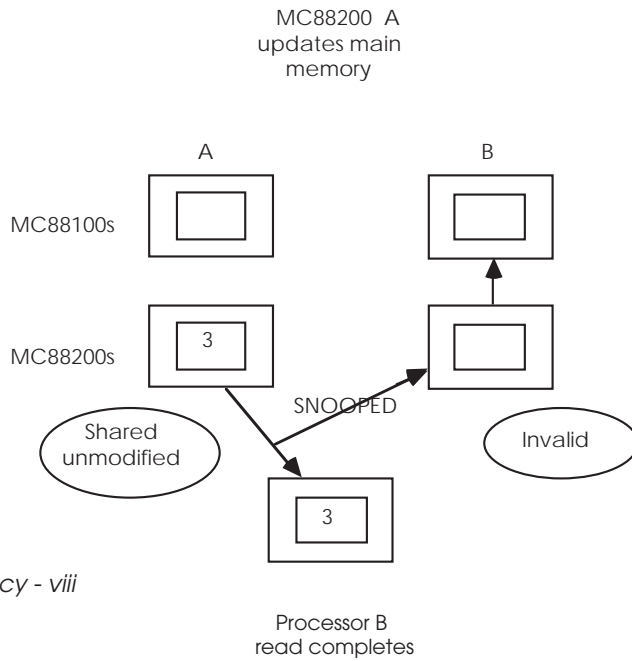 MC88200 A
updates main
memory
A
B
MC88100s
MC88200s
3
SNOOPED
Shared
unmodified
Invalid
3
cy - viii
Processor B
read completes